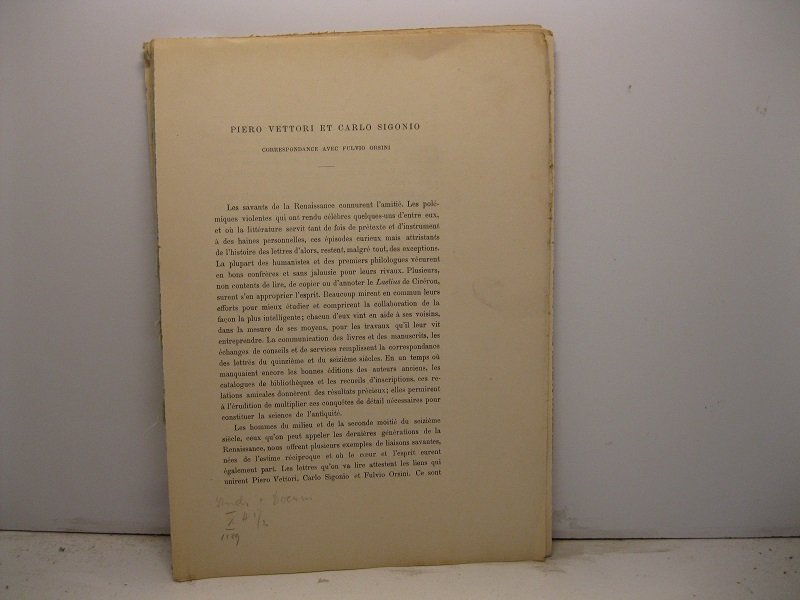 PIERO VETTORI ET CARLO SIGONIO
CORRESPONDANCE AVEC FULVIO ORSINI
Les savants de la Renaissance connurent l'amitié. Les polé-
miques violentes qui ont rendu célèbres quelques-uns d'entre eux,
et où la littérature servit tant de fois de prétexte et d'instrument
à des haines personnelles, ces épisodes curieux mais attristants
de l'histoire des lettres d'alors, restent, malgré tout, des exceptions.
La plupart des humanistes et des premiers philologues vécurent
en bons confrères et sans jalousie pour leurs rivaux. Plusieurs,
non contents de lire, de copier ou d'annoter le Laelius de Cicéron,
surent s'en approprier l'esprit. Beaucoup mirent en commun leurs
efforts pour mieux étudier et comprirent la collaboration de la
façon la plus intelligente; chacun d'eux vint en aide à ses voisins,
dans la mesure de ses moyens, pour les travaux qu'il leur vit
entreprendre. La communication des livres et des manuscrits, les
échanges de conseils et de services remplissent la correspondance
des lettrés du quinzième et du seizième siècles. En un temps où
manquaient encore les bonnes éditions des auteurs anciens, les
catalogues de bibliothèques et les recueils d'inscriptions, ces re-
lations amicales donnèrent des résultats précieux; elles permirent
à l'érudition de multiplier ces conquêtes de détail nécessaires pour
constituer la science de l'antiquité.
Les hommes du milieu et de la seconde moitié du seizième
siècle, ceux qu'on peut appeler les dernières générations de la
Renaissance, nous offrent plusieurs exemples de liaisons savantes,
nées de l'estime réciproque et où le cœur et l'esprit eurent
également part. Les lettres qu'on va lire attestent les liens qui
unirent Piero Vettori, Carlo Sigonio et Fulvio Orsini. Ce sont
X
1889